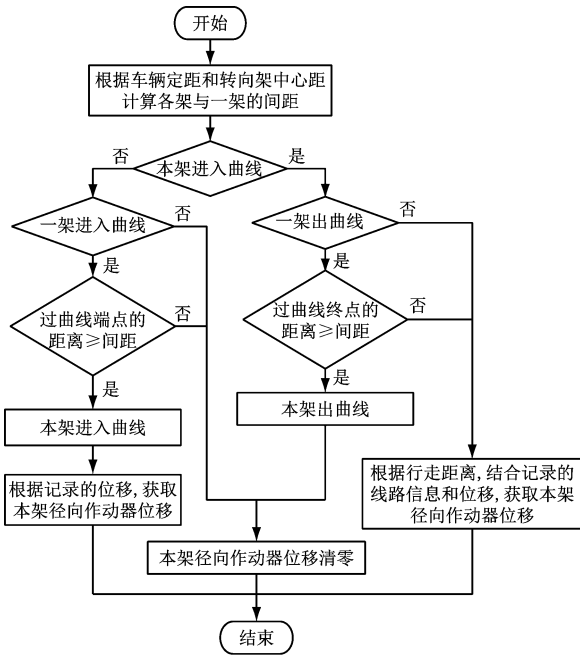 开始
根据车辆定距和转向架中心距
计算各架与一架的间距
否
本架进入曲线
是
一架进入曲线
否
一架出曲线
否
是
是
过曲线端点的
距离≥间距
否
过曲线终点的
距离≥间距
否
是
是
本架进入曲线
本架出曲线
根据记录的位移,获取
本架径向作动器位移
根据行走距离,结合记录的
线路信息和位移,获取本架
径向作动器位移
本架径向作动器位移清零
结束